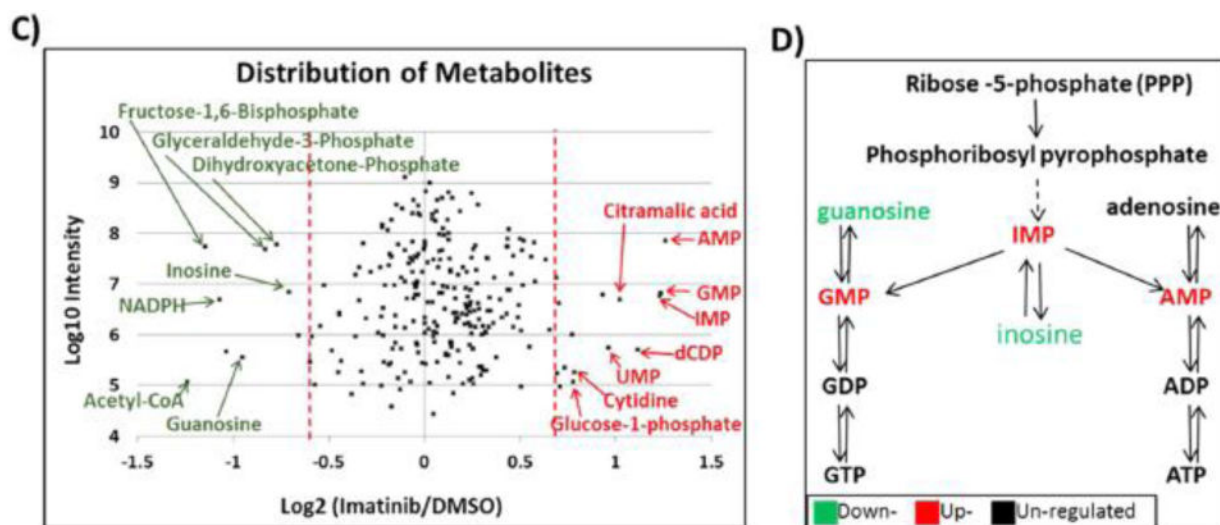 C)
Distribution of Metabolites
Fructose-1,6-Bisphosphate
Glyceraldehyde-3-Phosphate
Dihydroxyacetone-Phosphate
Citramalic acid
AMP
Inosine
GMP
NADPH
IMP
dCDP
UMP
Acetyl-CoA
Cytidine
Guanosine
Glucose-1-phosphate
Log10 Intensity
10
9
8
7
6
5
4
-1.5
-1
-0.5
0
0.5
1
1.5
Log2 (Imatinib/DMSO)
D)
Ribose -5-phosphate (PPP)
Phosphoribosyl pyrophosphate
guanosine
adenosine
IMP
GMP
AMP
inosine
GDP
ADP
GTP
ATP
Down-
Up-
Un-regulated